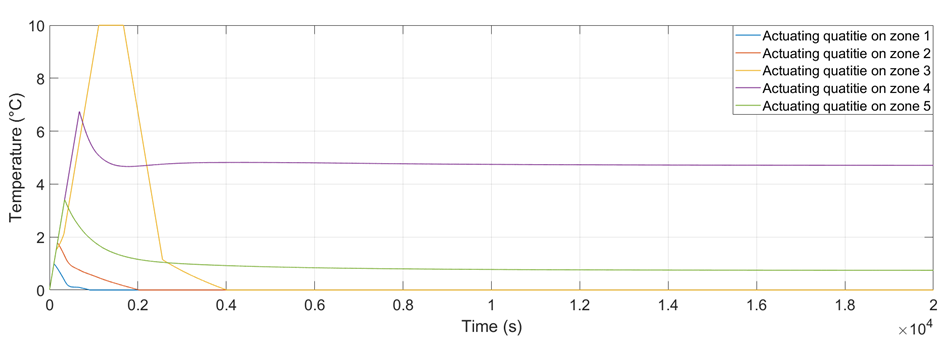 10
8
6
4
2
0
Temperature (°C)
Actuating quatitie on zone 1
Actuating quatitie on zone 2
Actuating quatitie on zone 3
Actuating quatitie on zone 4
Actuating quatitie on zone 5
0 0.2 0.4 0.6 0.8 1 1.2 1.4 1.6 1.8 2
Time (s)
×10⁴